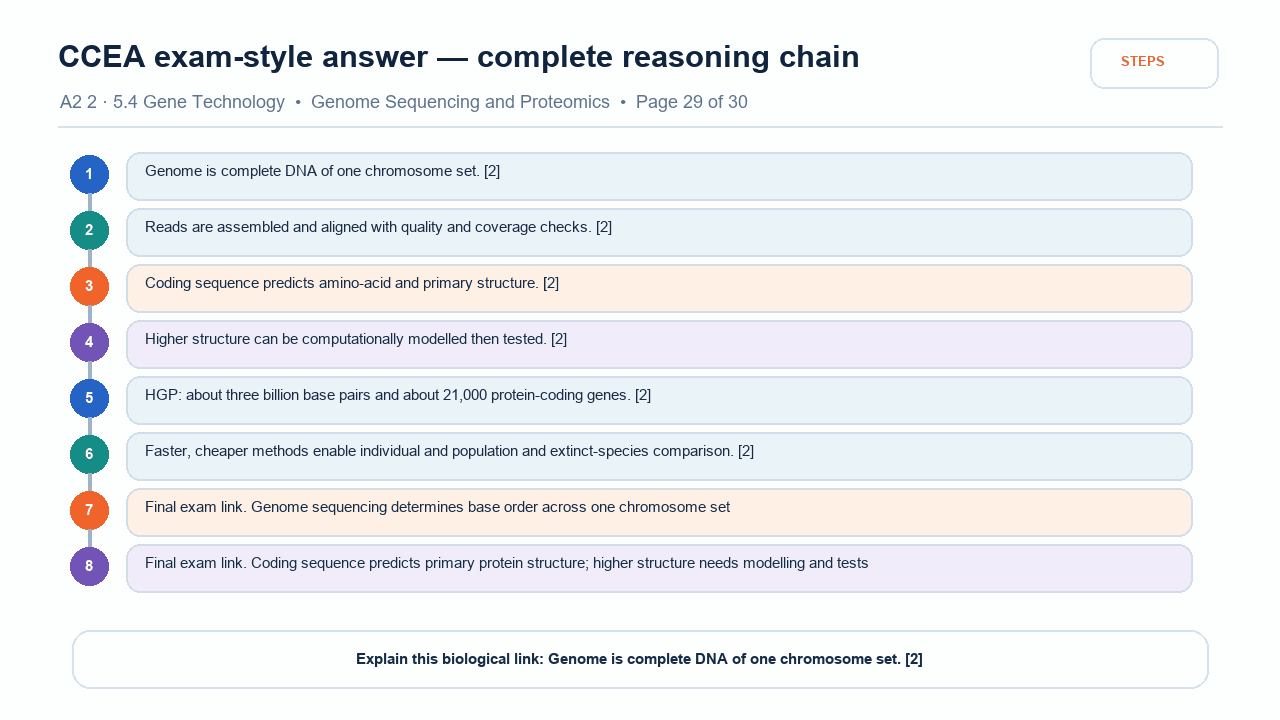 CCEA exam-style answer — complete reasoning chain
STEPS
A2 2 · 5.4 Gene Technology • Genome Sequencing and Proteomics • Page 29 of 30
1 Genome is complete DNA of one chromosome set. [2]
2 Reads are assembled and aligned with quality and coverage checks. [2]
3 Coding sequence predicts amino-acid and primary structure. [2]
4 Higher structure can be computationally modelled then tested. [2]
5 HGP: about three billion base pairs and about 21,000 protein-coding genes. [2]
6 Faster, cheaper methods enable individual and population and extinct-species comparison. [2]
7 Final exam link. Genome sequencing determines base order across one chromosome set
8 Final exam link. Coding sequence predicts primary protein structure; higher structure needs modelling and tests
Explain this biological link: Genome is complete DNA of one chromosome set. [2]